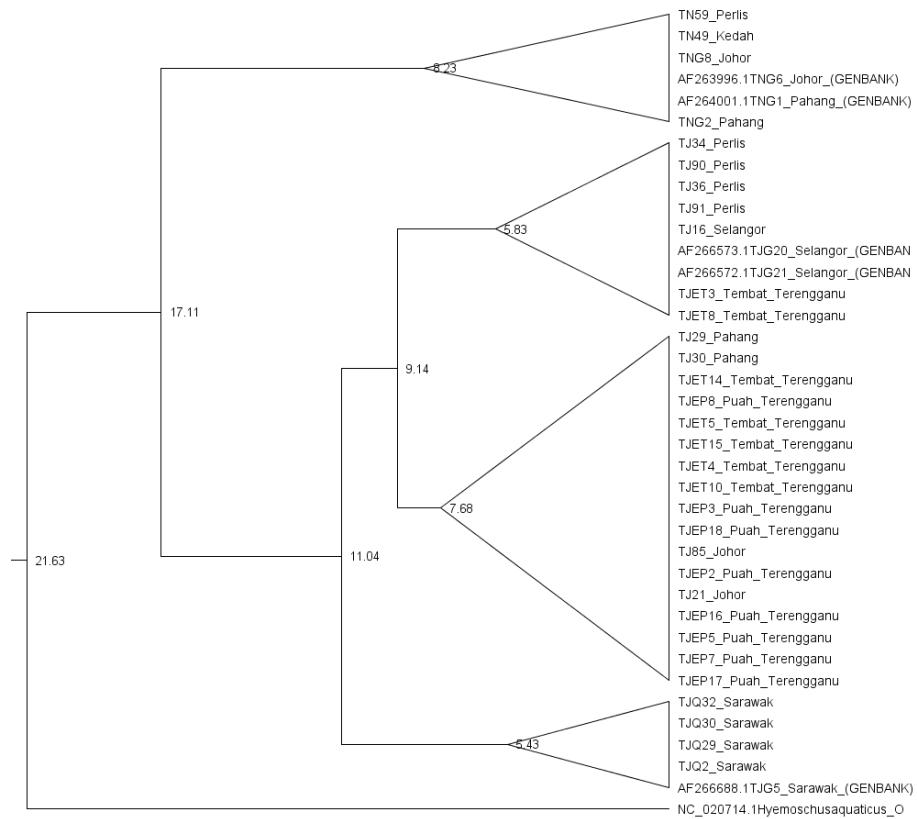 TN59_Perlis
TN49_Kedah
TNG8_Johor
8.23
AF263996.1TNG6_Johor_(GENBANK)
AF264001.1TNG1_Pahang_(GENBANK)
TNG2_Pahang
TJ34_Perlis
TJ90_Perlis
TJ36_Perlis
TJ91_Perlis
5.83
TJ16_Selangor
AF266573.1TJG20_Selangor_(GENBAN
AF266572.1TJG21_Selangor_(GENBAN
TJET3_Tembat_Terengganu
17.11
TJET8_Tembat_Terengganu
TJ29_Pahang
TJ30_Pahang
9.14
TJET14_Tembat_Terengganu
TJEP8_Puah_Terengganu
TJET5_Tembat_Terengganu
TJET15_Tembat_Terengganu
TJET4_Tembat_Terengganu
TJET10_Tembat_Terengganu
7.68
TJEP3_Puah_Terengganu
TJEP18_Puah_Terengganu
TJ85_Johor
11.04
21.63
TJEP2_Puah_Terengganu
TJ21_Johor
TJEP16_Puah_Terengganu
TJEP5_Puah_Terengganu
TJEP7_Puah_Terengganu
TJEP17_Puah_Terengganu
TJQ32_Sarawak
TJQ30_Sarawak
5.43
TJQ29_Sarawak
TJQ2_Sarawak
AF266688.1TJG5_Sarawak_(GENBANK)
NC_020714.1Hyemoschusaquaticus_O